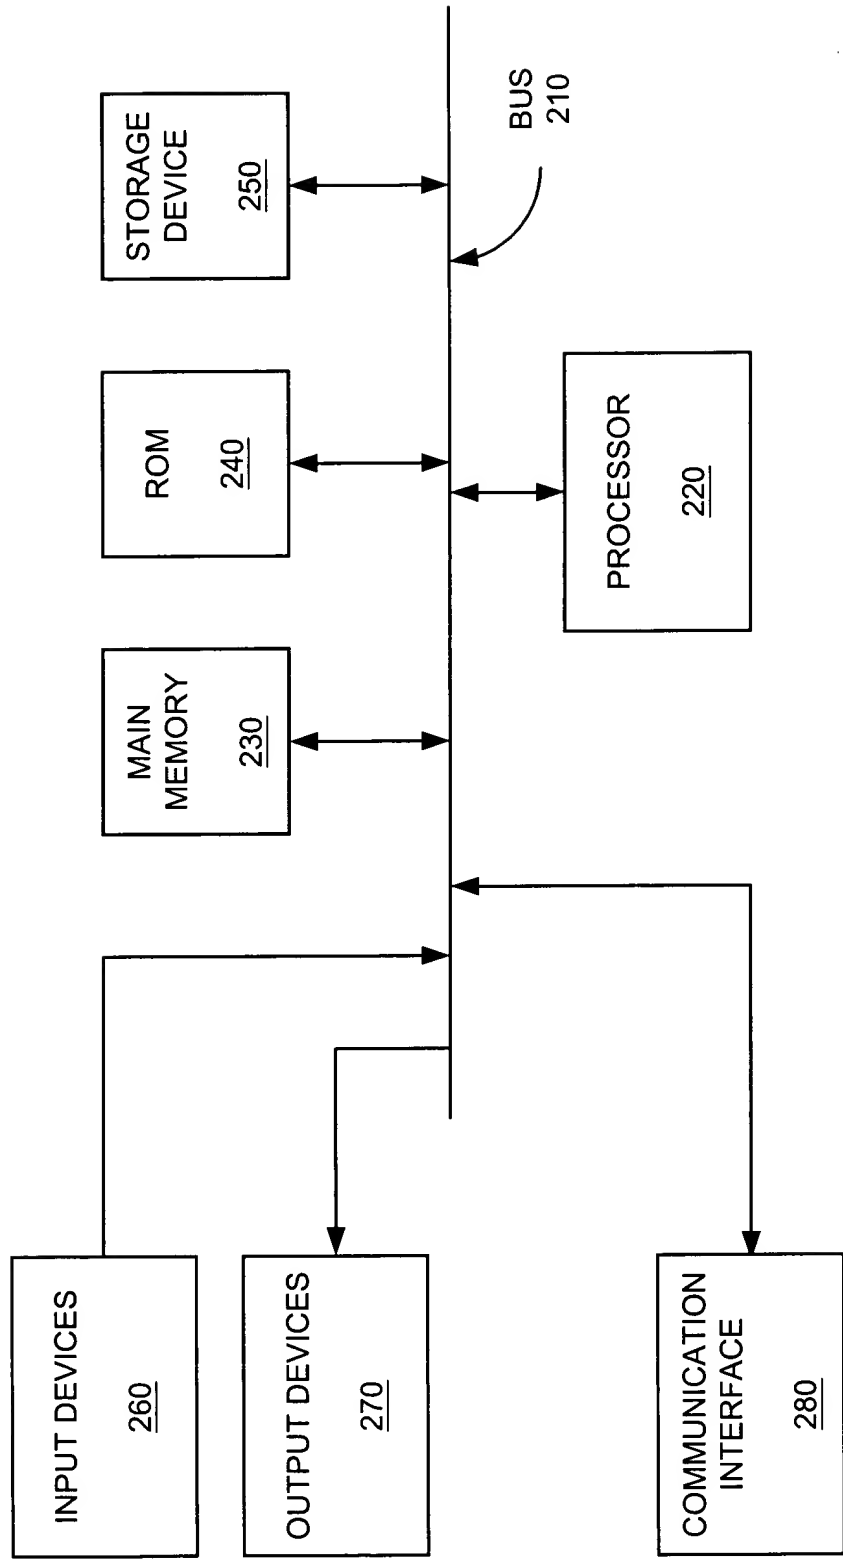 INPUT DEVICES
260
OUTPUT DEVICES
270
COMMUNICATION
INTERFACE
280
MAIN
MEMORY
230
ROM
240
STORAGE
DEVICE
250
PROCESSOR
220
BUS
210